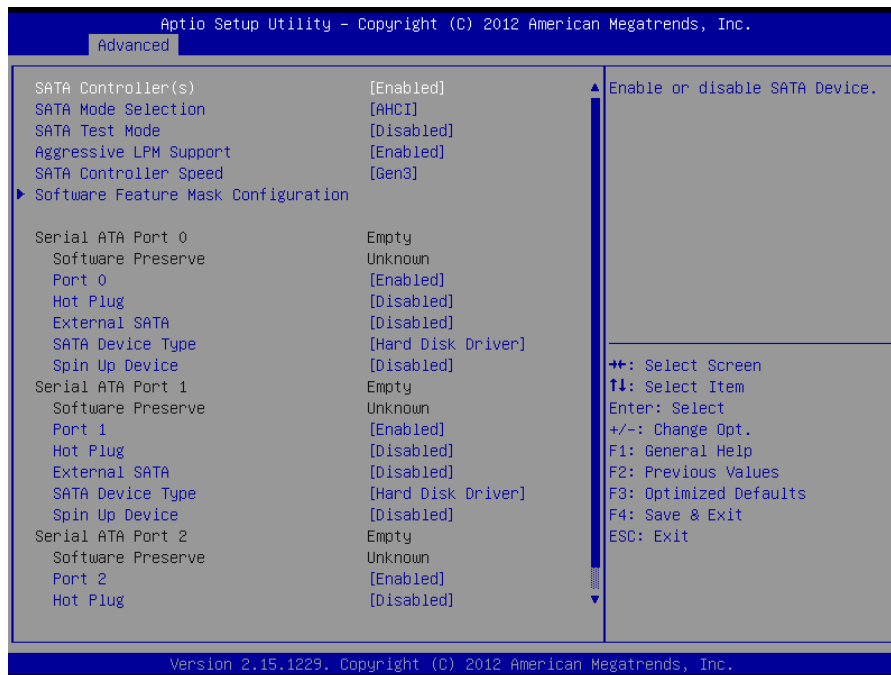 Aptio Setup Utility – Copyright (C) 2012 American Megatrends, Inc.
Advanced
SATA Controller(s) [Enabled]
SATA Mode Selection [AHCI]
SATA Test Mode [Disabled]
Aggressive LPM Support [Enabled]
SATA Controller Speed [Gen3]
Software Feature Mask Configuration
Serial ATA Port 0 Empty
Software Preserve Unknown
Port 0 [Enabled]
Hot Plug [Disabled]
External SATA [Disabled]
SATA Device Type [Hard Disk Driver]
Spin Up Device [Disabled]
Serial ATA Port 1 Empty
Software Preserve Unknown
Port 1 [Enabled]
Hot Plug [Disabled]
External SATA [Disabled]
SATA Device Type [Hard Disk Driver]
Spin Up Device [Disabled]
Serial ATA Port 2 Empty
Software Preserve Unknown
Port 2 [Enabled]
Hot Plug [Disabled]
Enable or disable SATA Device.
→←: Select Screen
↑↓: Select Item
Enter: Select
+/-: Change Opt.
F1: General Help
F2: Previous Values
F3: Optimized Defaults
F4: Save & Exit
ESC: Exit
Version 2.15.1229. Copyright (C) 2012 American Megatrends, Inc.